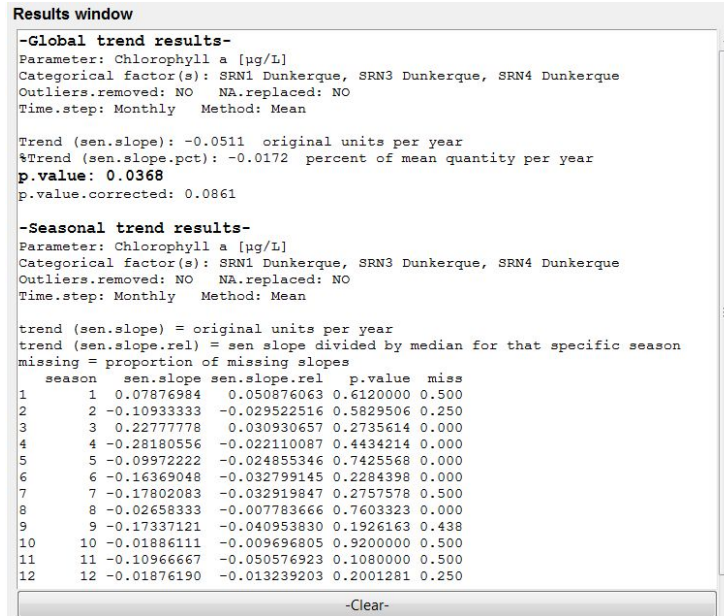 Results window
-Global trend results-
Parameter: Chlorophyll a [µg/L]
Categorical factor(s): SRN1 Dunkerque, SRN3 Dunkerque, SRN4 Dunkerque
Outliers.removed: NO   NA.replaced: NO
Time.step: Monthly   Method: Mean
Trend (sen.slope): -0.0511  original units per year
%Trend (sen.slope.pct): -0.0172  percent of mean quantity per year
p.value: 0.0368
p.value.corrected: 0.0861
-Seasonal trend results-
Parameter: Chlorophyll a [µg/L]
Categorical factor(s): SRN1 Dunkerque, SRN3 Dunkerque, SRN4 Dunkerque
Outliers.removed: NO   NA.replaced: NO
Time.step: Monthly   Method: Mean
trend (sen.slope) = original units per year
trend (sen.slope.rel) = sen slope divided by median for that specific season
missing = proportion of missing slopes
season   sen.slope sen.slope.rel   p.value  miss
1       1  0.07876984   0.050876063 0.6120000 0.500
2       2 -0.10933333  -0.029522516 0.5829506 0.250
3       3  0.22777778   0.030930657 0.2735614 0.000
4       4 -0.28180556  -0.022110087 0.4434214 0.000
5       5 -0.09972222  -0.024855346 0.7425568 0.000
6       6 -0.16369048  -0.032799145 0.2284398 0.000
7       7 -0.17802083  -0.032919847 0.2757578 0.500
8       8 -0.02658333  -0.007783666 0.7603323 0.000
9       9 -0.17337121  -0.040953830 0.1926163 0.438
10     10 -0.01886111  -0.009696805 0.9200000 0.500
11     11 -0.10966667  -0.050576923 0.1080000 0.500
12     12 -0.01876190  -0.013239203 0.2001281 0.250
-Clear-